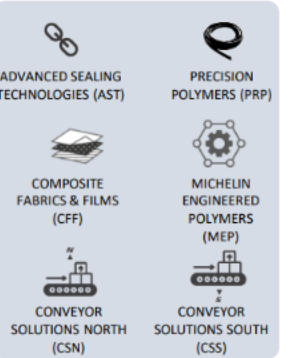 ADVANCED SEALING
TECHNOLOGIES (AST)
PRECISION
POLYMERS (PRP)
COMPOSITE
FABRICS & FILMS
(CFF)
MICHELIN
ENGINEERED
POLYMERS
(MEP)
N
CONVEYOR
SOLUTIONS NORTH
(CSN)
S
CONVEYOR
SOLUTIONS SOUTH
(CSS)